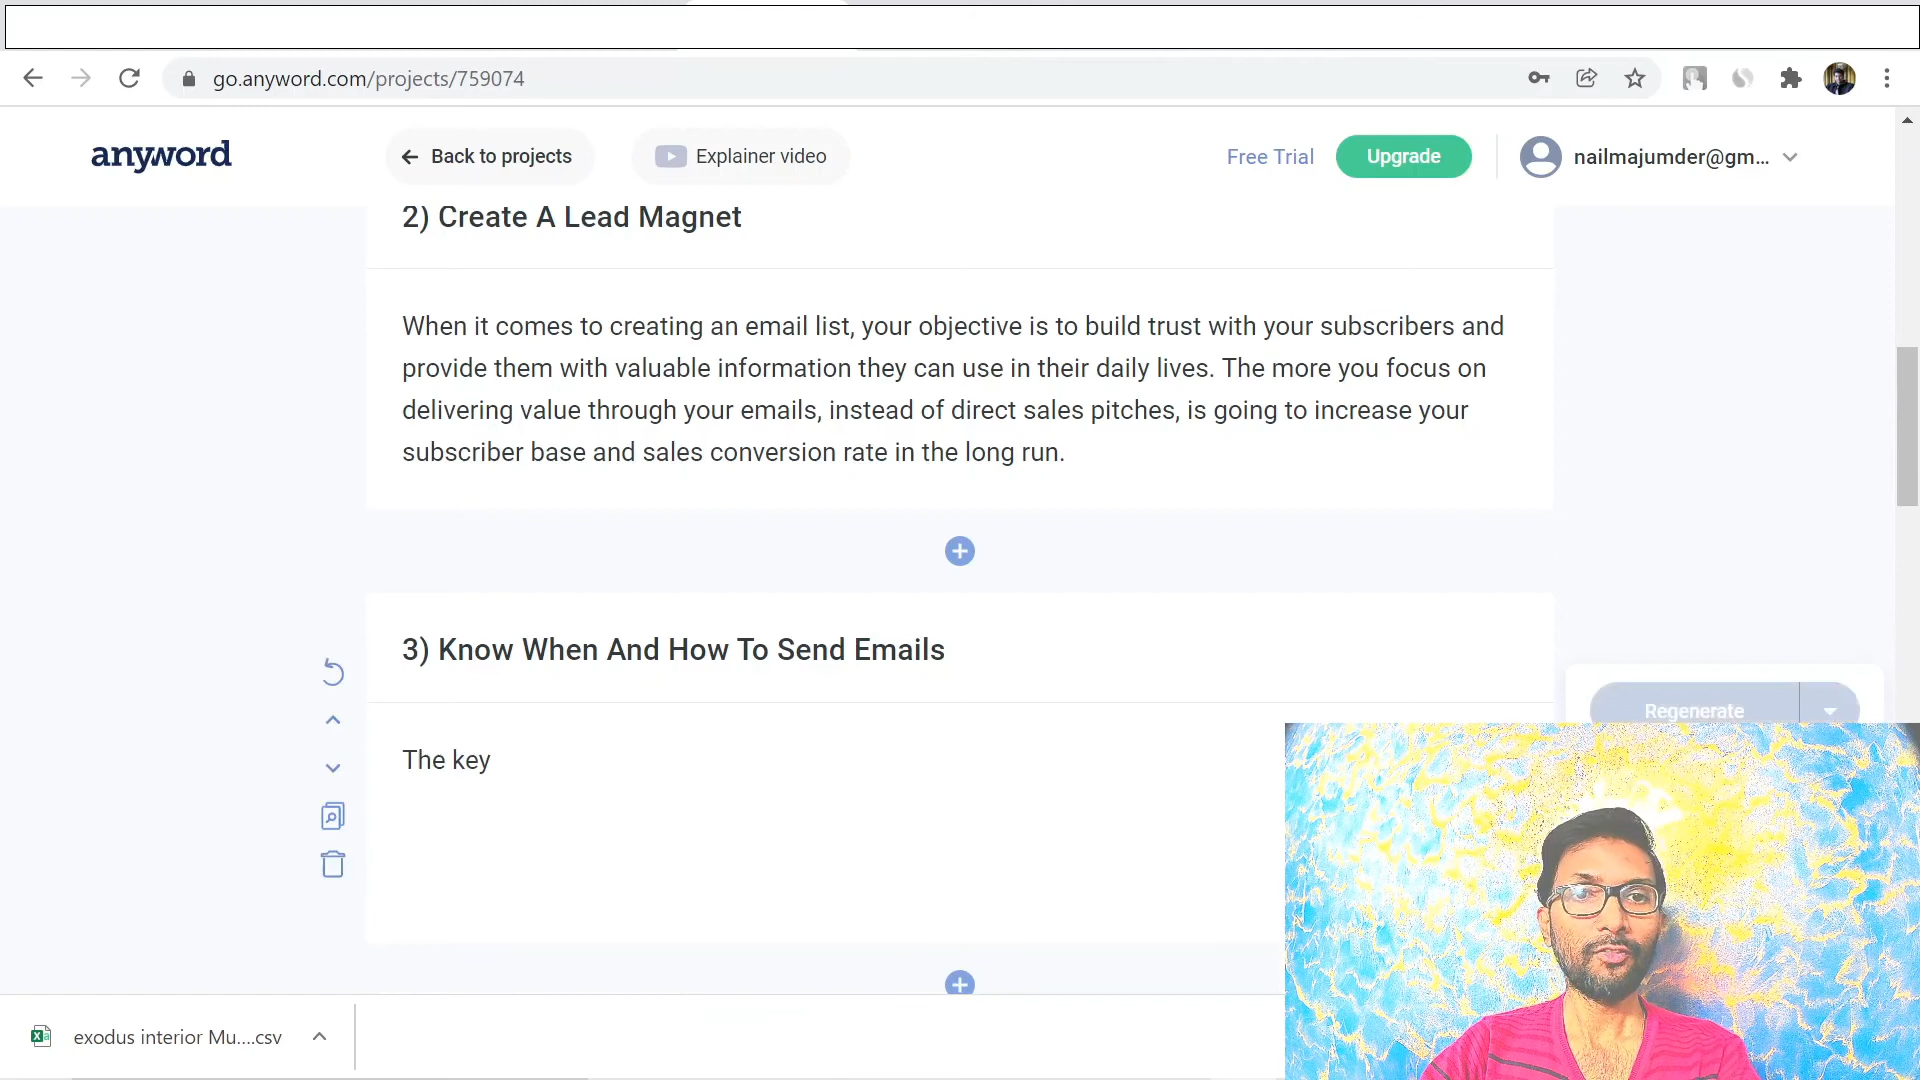 go.anyword.com/projects/759074
anyword
Back to projects
Explainer video
Free Trial
Upgrade
nailmajumder@gm...
2) Create A Lead Magnet
When it comes to creating an email list, your objective is to build trust with your subscribers and
provide them with valuable information they can use in their daily lives. The more you focus on
delivering value through your emails, instead of direct sales pitches, is going to increase your
subscriber base and sales conversion rate in the long run.
3) Know When And How To Send Emails
Regenerate
The key
exodus interior Mu....csv